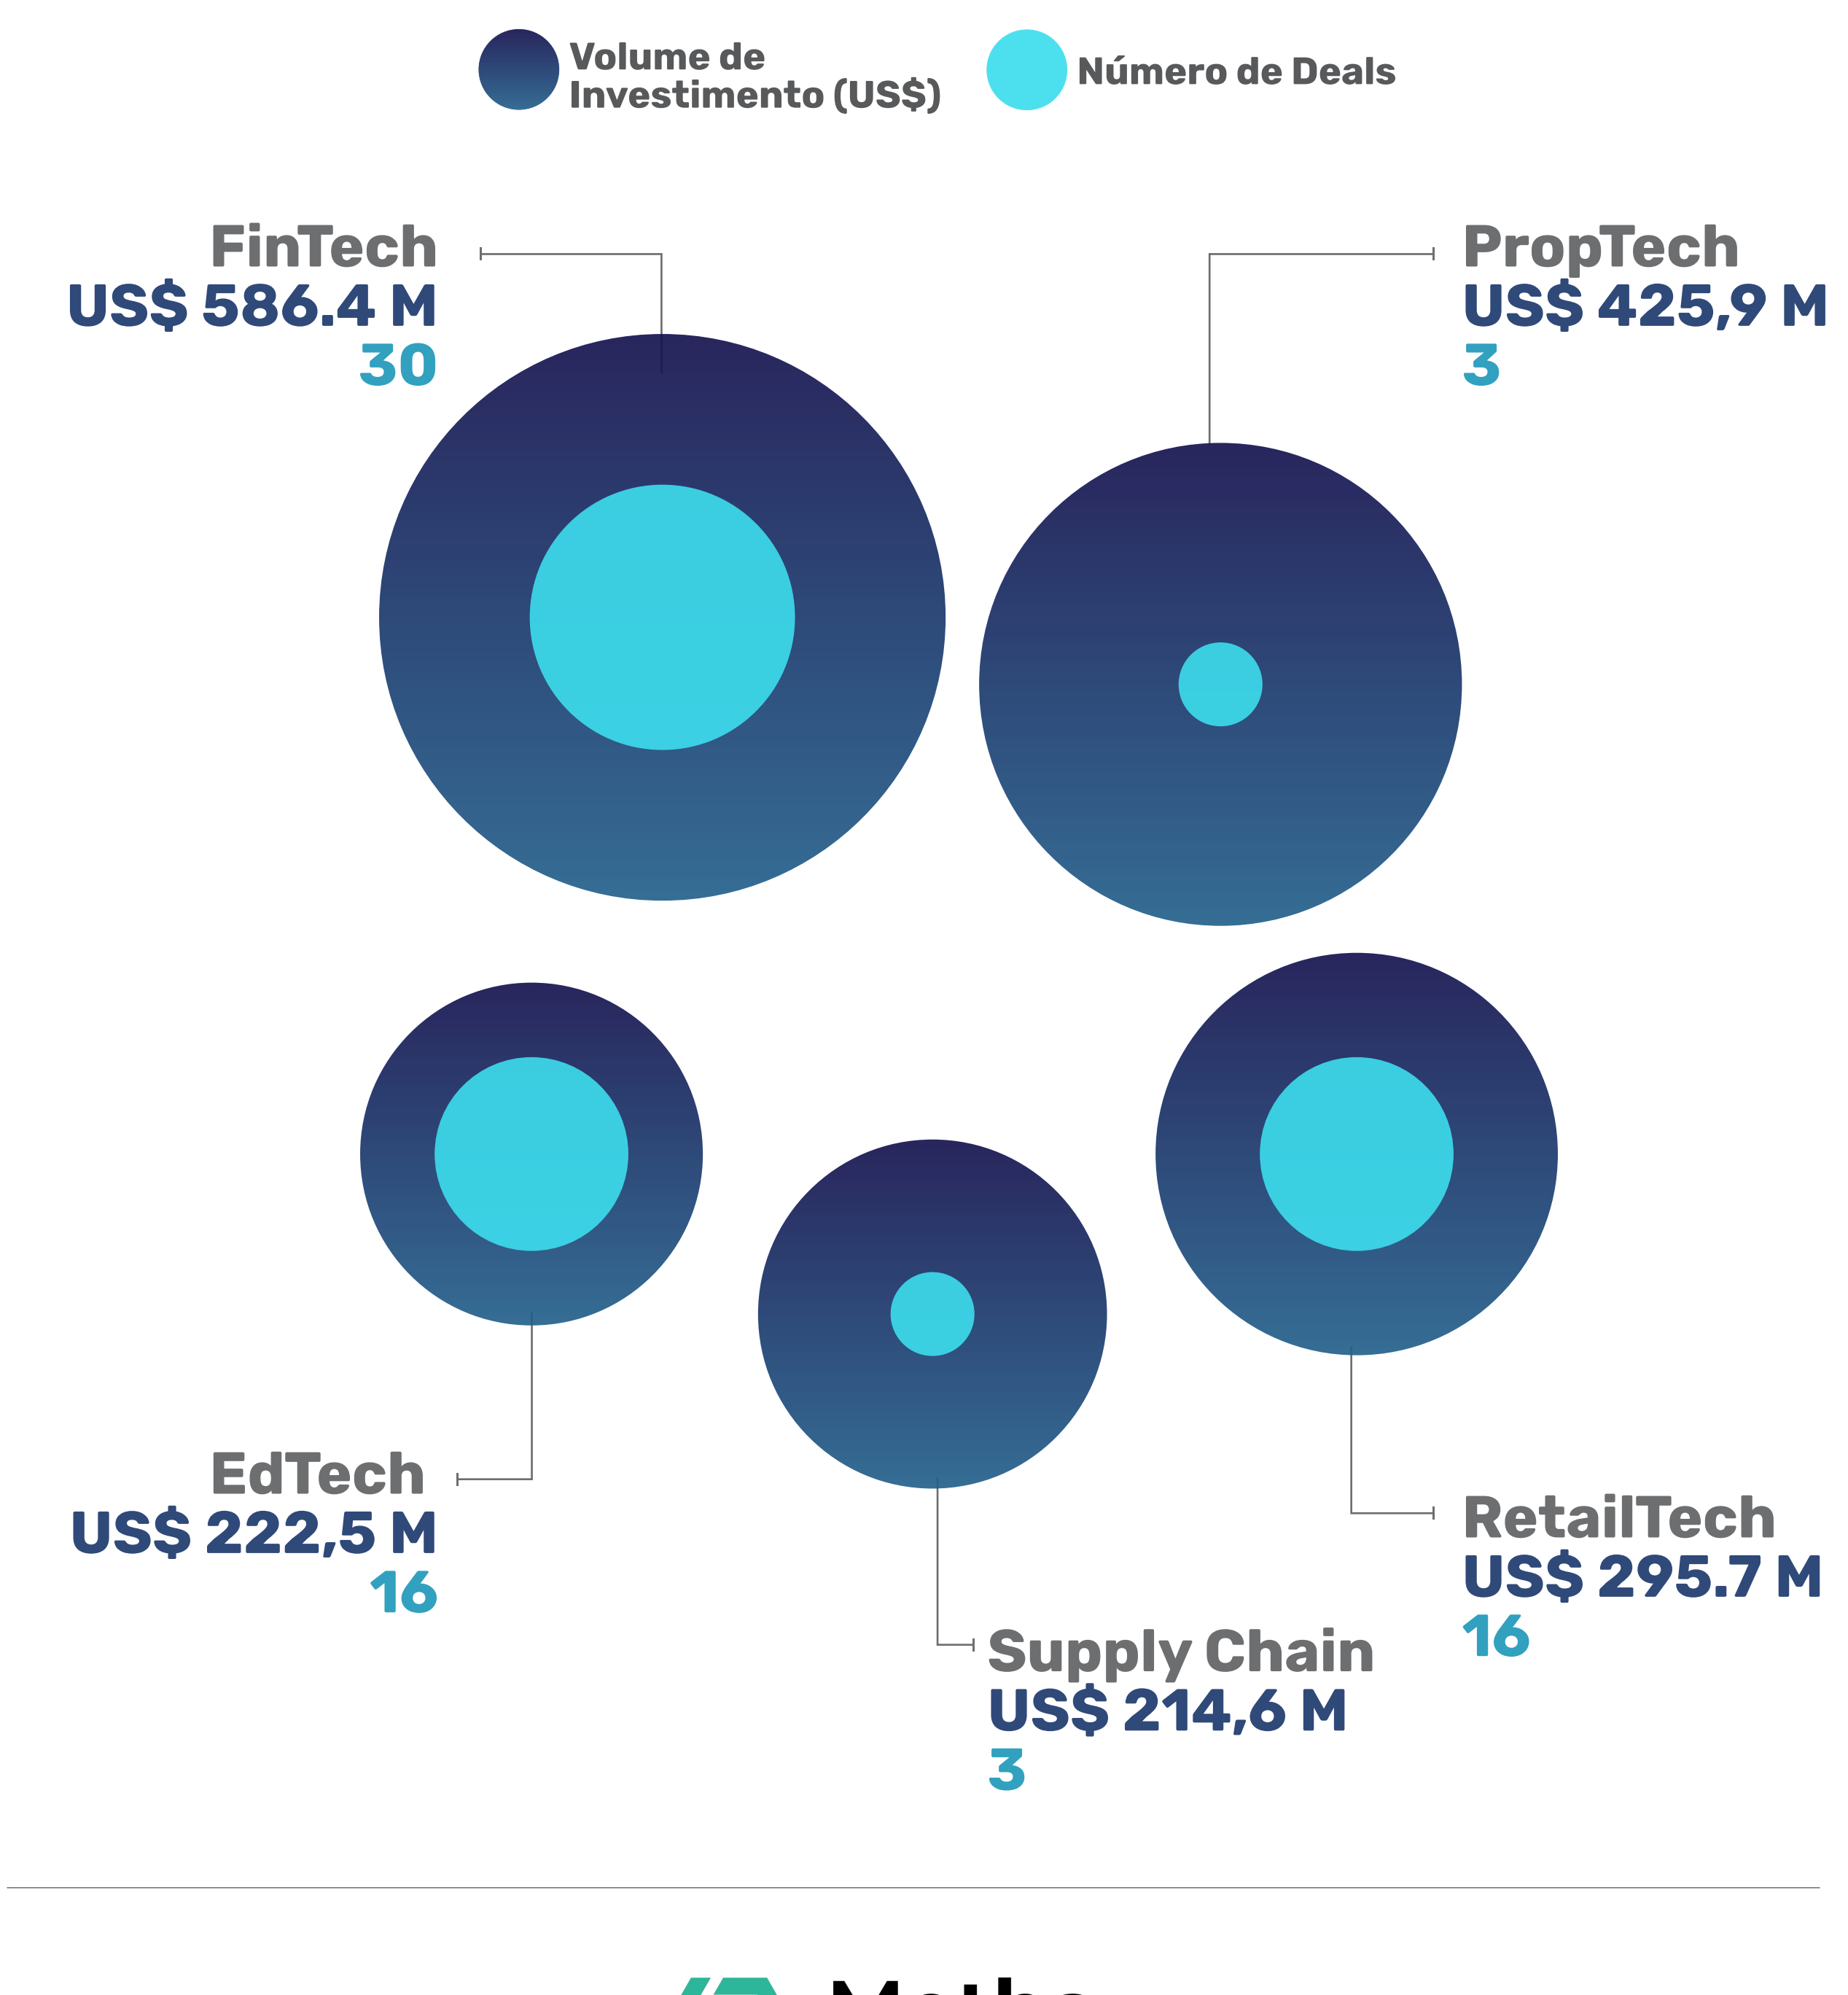 Volume de
Investimento (US$)
Número de Deals
FinTech
US$ 586.4 M
30
PropTech
US$ 425,9 M
3
EdTech
US$ 222,5 M
16
Supply Chain
US$ 214,6 M
3
RetailTech
US$ 295.7 M
16